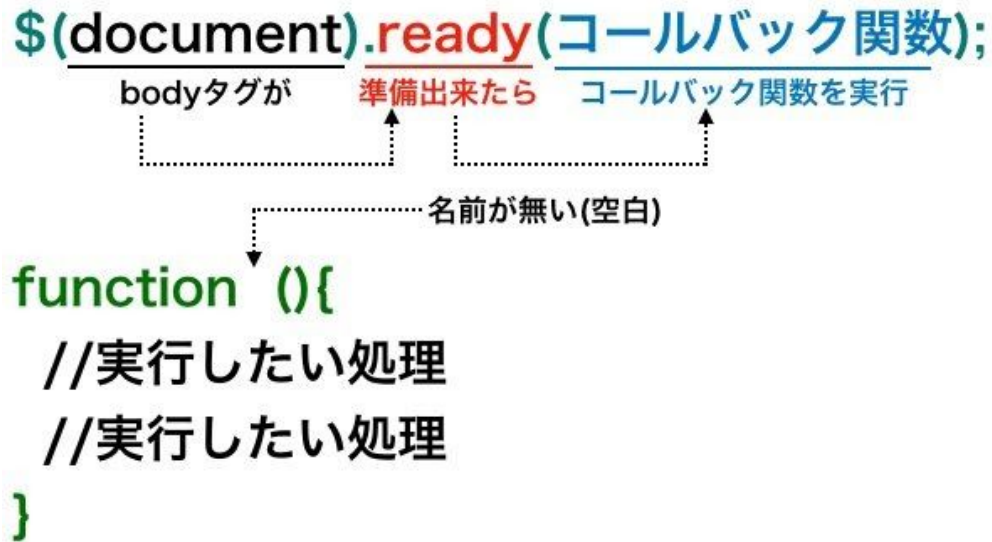 $(document).ready(コールバック関数);
bodyタグが 準備出来たら コールバック関数を実行
名前が無い(空白)
function (){
//実行したい処理
//実行したい処理
}